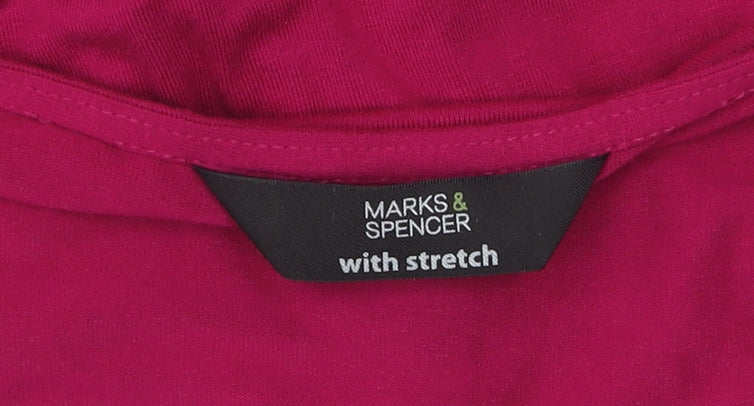 MARKS &
SPENCER
with stretch